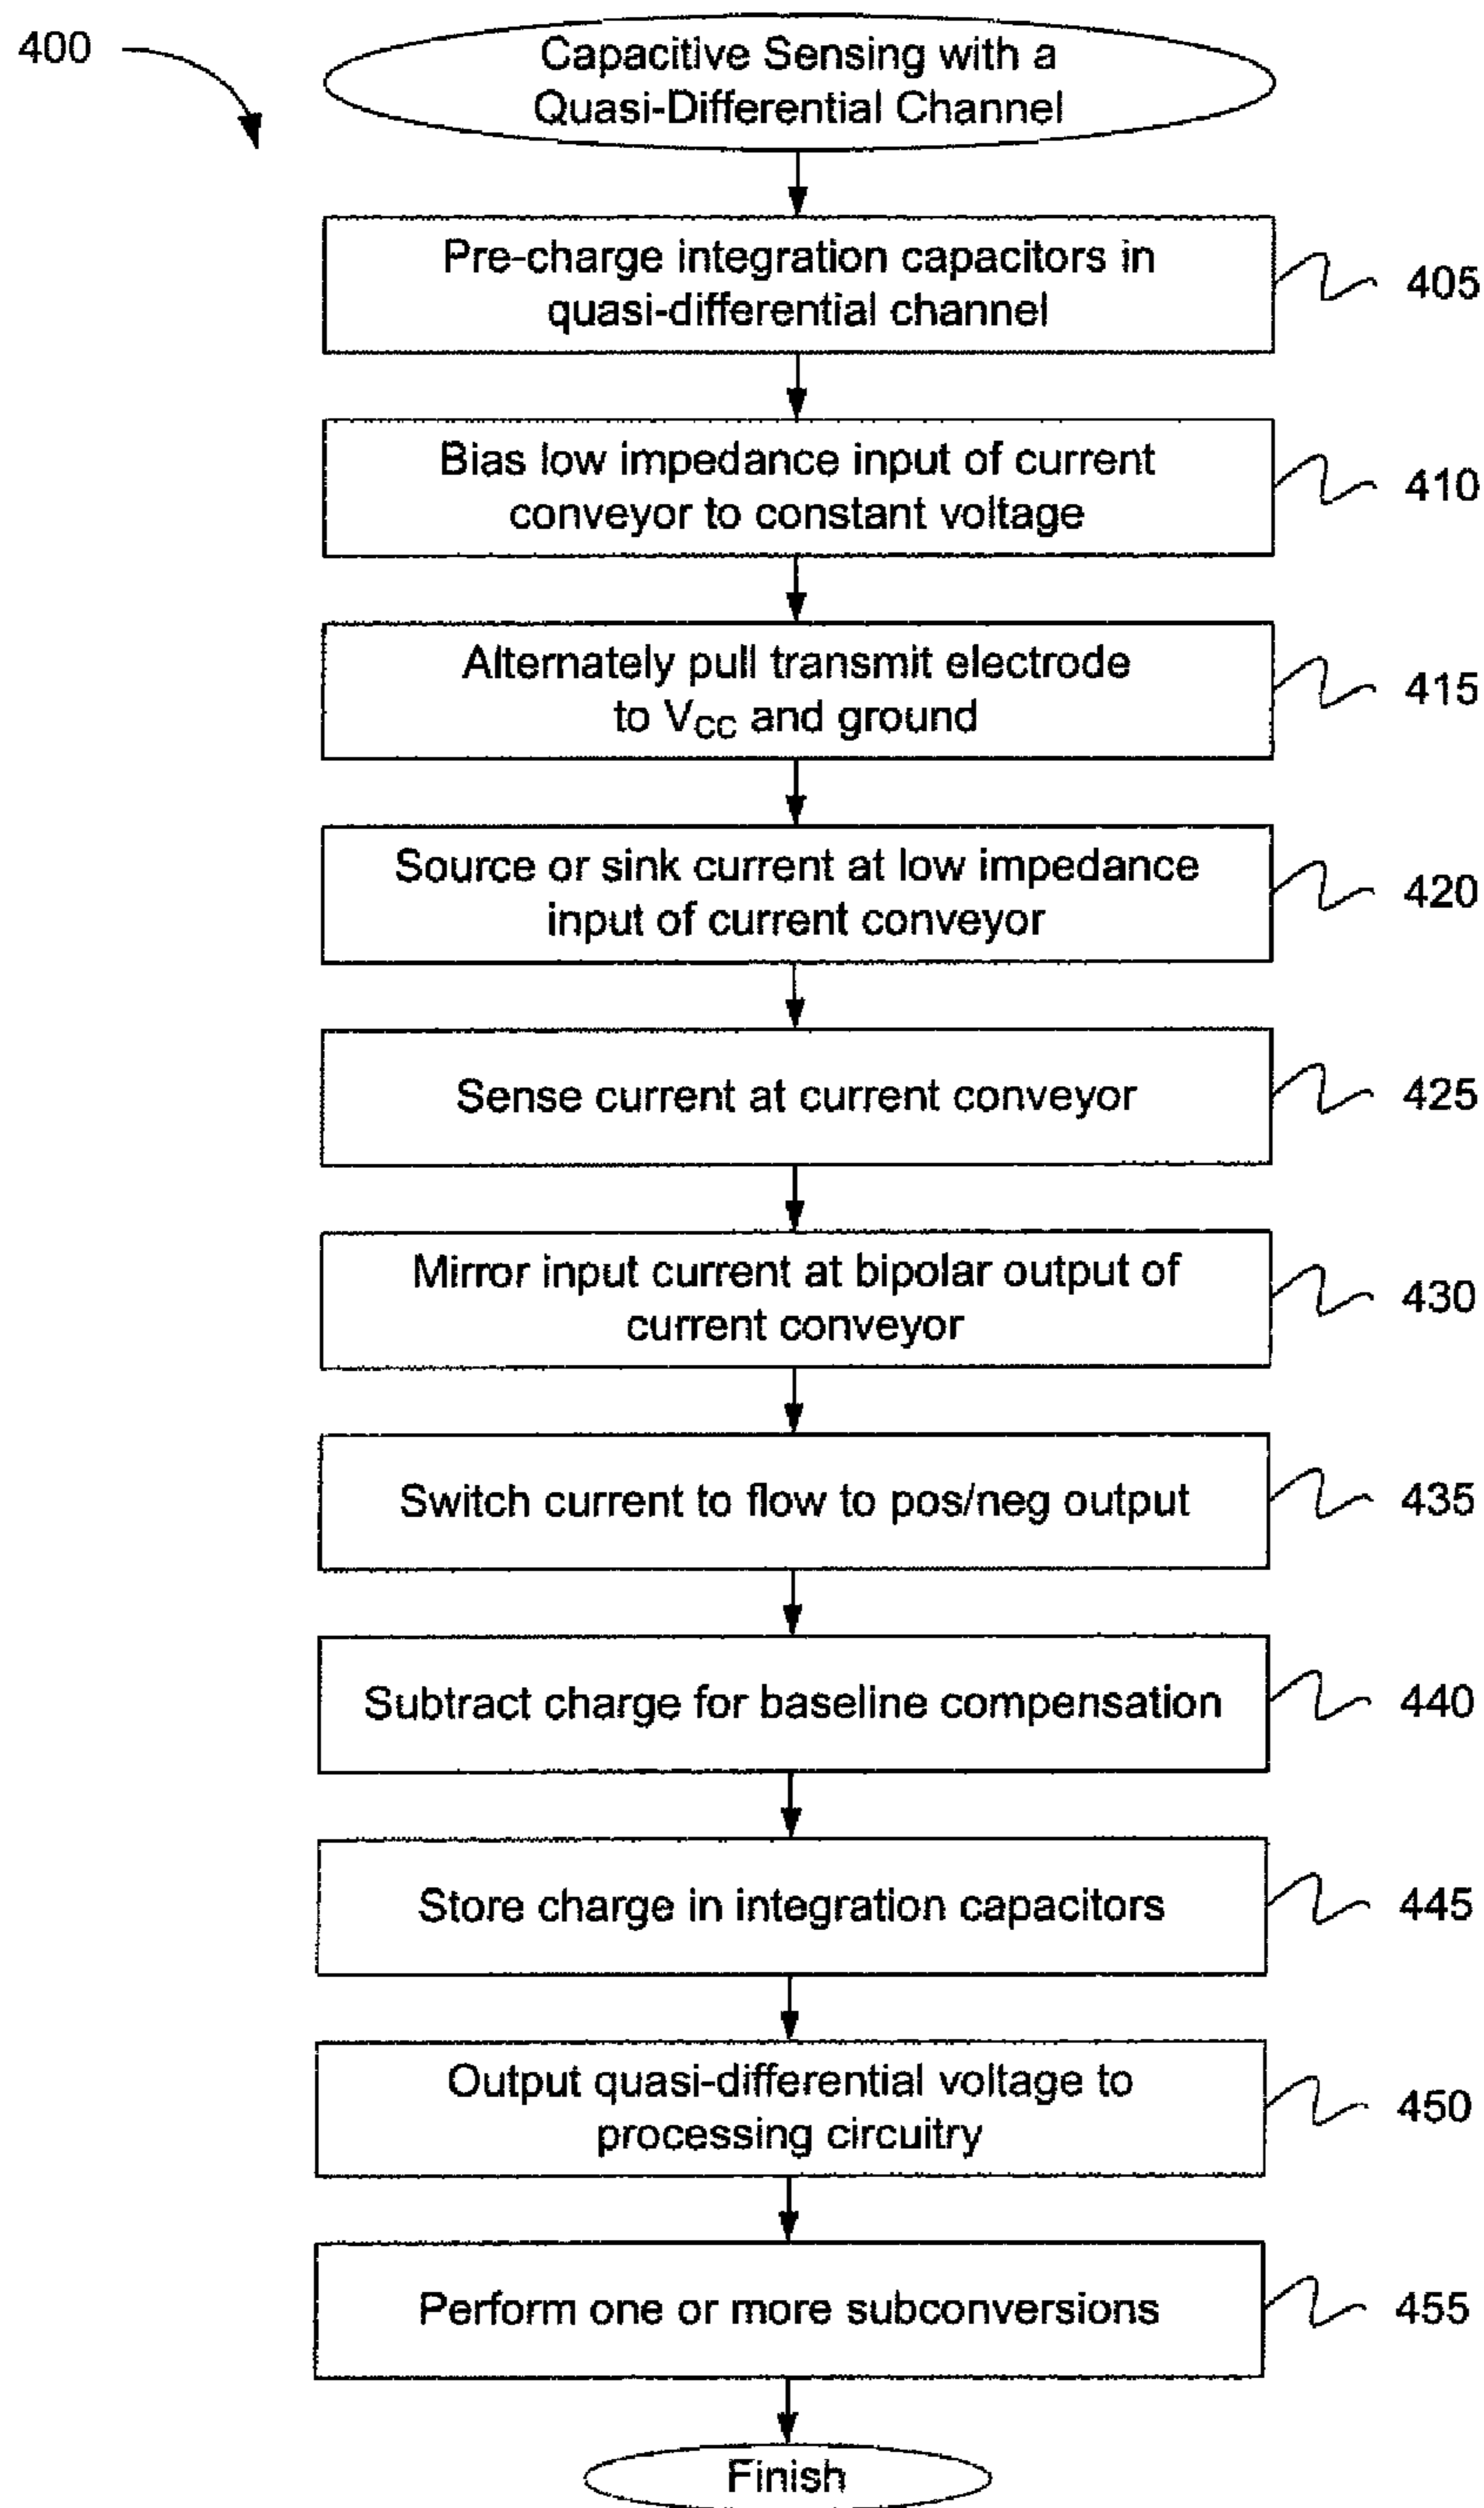 400
Capacitive Sensing with a
Quasi-Differential Channel
Pre-charge integration capacitors in
quasi-differential channel
405
Bias low impedance input of current
conveyor to constant voltage
410
Alternately pull transmit electrode
to VCC and ground
415
Source or sink current at low impedance
input of current conveyor
420
Sense current at current conveyor
425
Mirror input current at bipolar output of
current conveyor
430
Switch current to flow to pos/neg output
435
Subtract charge for baseline compensation
440
Store charge in integration capacitors
445
Output quasi-differential voltage to
processing circuitry
450
Perform one or more subconversions
455
Finish